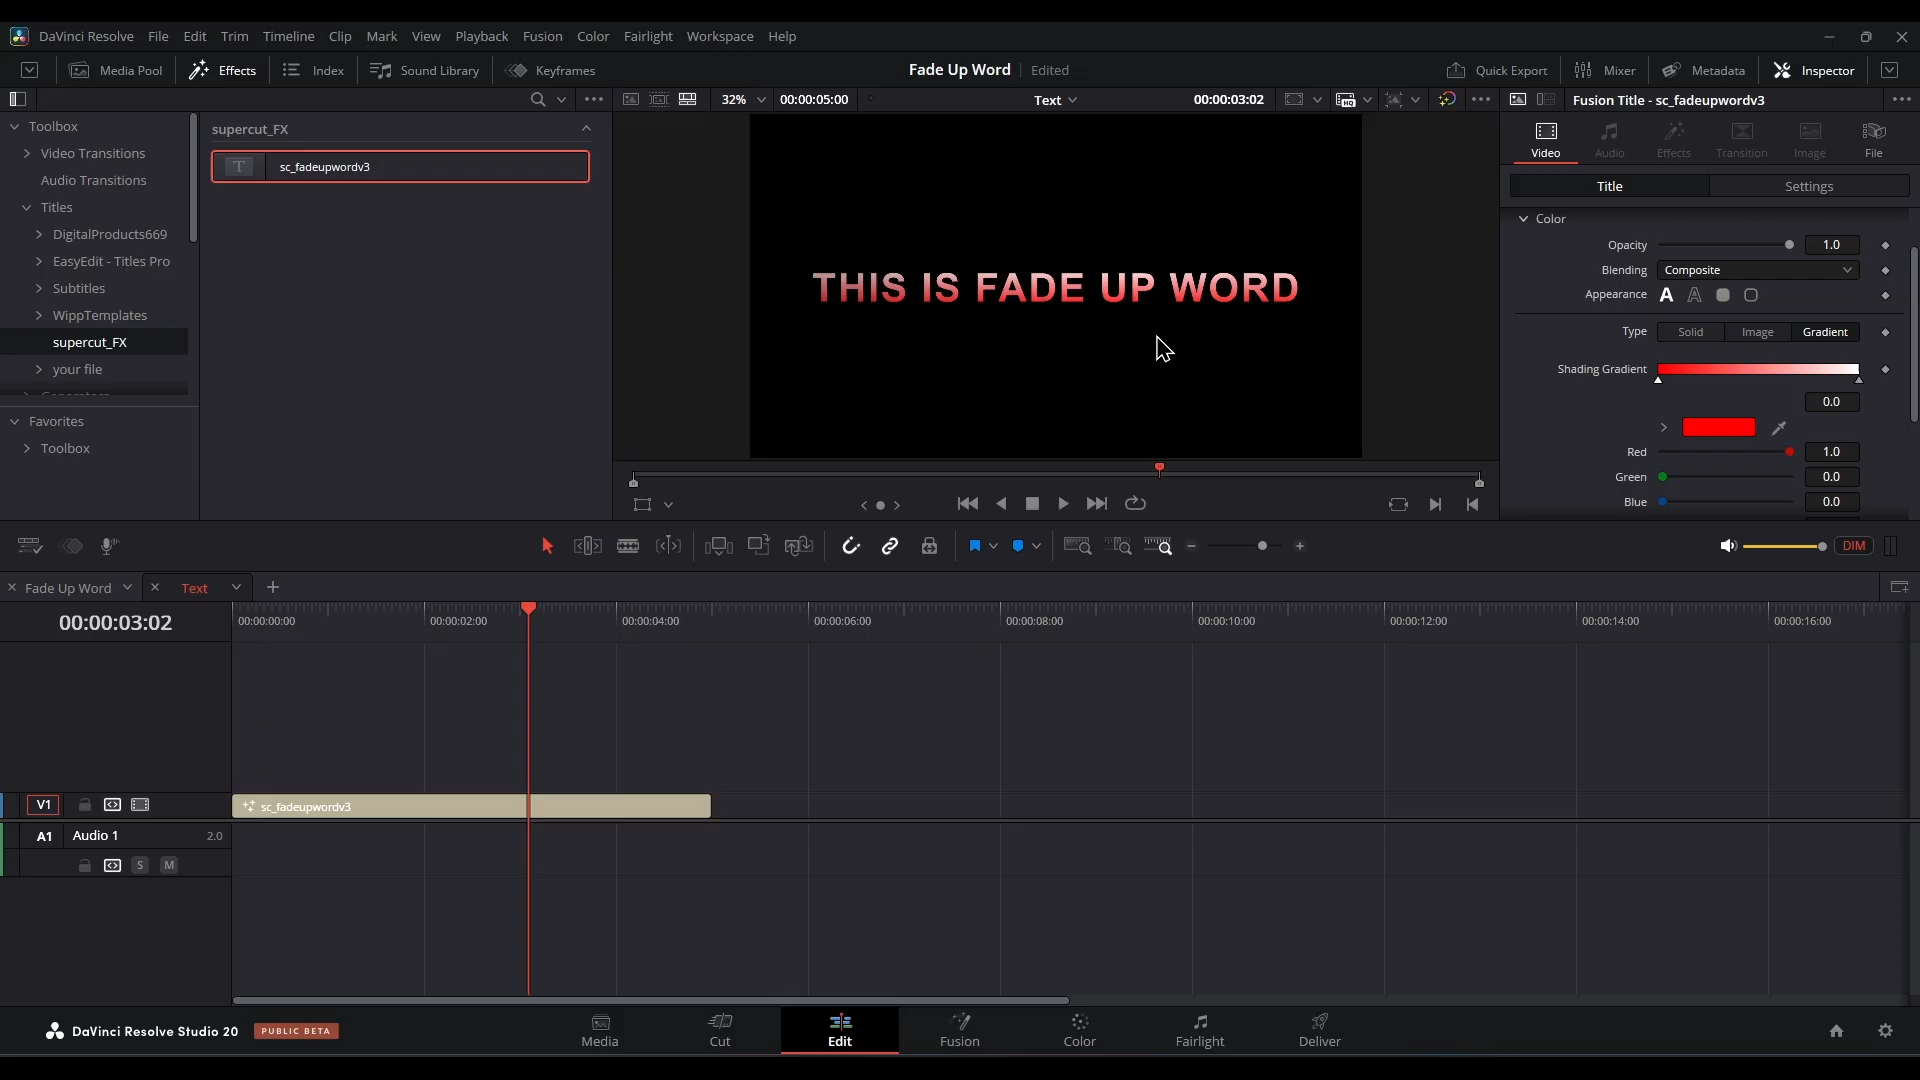 DaVinci Resolve File Edit Trim Timeline Clip Mark View Playback Fusion Color Fairlight Workspace Help
Media Pool Effects Index Sound Library Keyframes Fade Up Word Edited Quick Export Mixer Metadata Inspector
32% 00:00:05:00 Text 00:00:03:02 HQ Fusion Title - sc_fadeupwordv3
Toolbox
Video Transitions
Audio Transitions
Titles
DigitalProducts669
EasyEdit - Titles Pro
Subtitles
WippTemplates
supercut_FX
your file
Favorites
Toolbox
supercut_FX
T sc_fadeupwordv3
THIS IS FADE UP WORD
Video Audio Effects Transition Image File
Title Settings
Color
Opacity 1.0
Blending Composite
Appearance A A
Type Solid Image Gradient
Shading Gradient
0.0
Red 1.0
Green 0.0
Blue 0.0
DIM
Fade Up Word Text
00:00:03:02 00:00:00:00 00:00:02:00 00:00:04:00 00:00:06:00 00:00:08:00 00:00:10:00 00:00:12:00 00:00:14:00 00:00:16:00
V1 sc_fadeupwordv3
A1 Audio 1 2.0
S M
DaVinci Resolve Studio 20 PUBLIC BETA
Media Cut Edit Fusion Color Fairlight Deliver